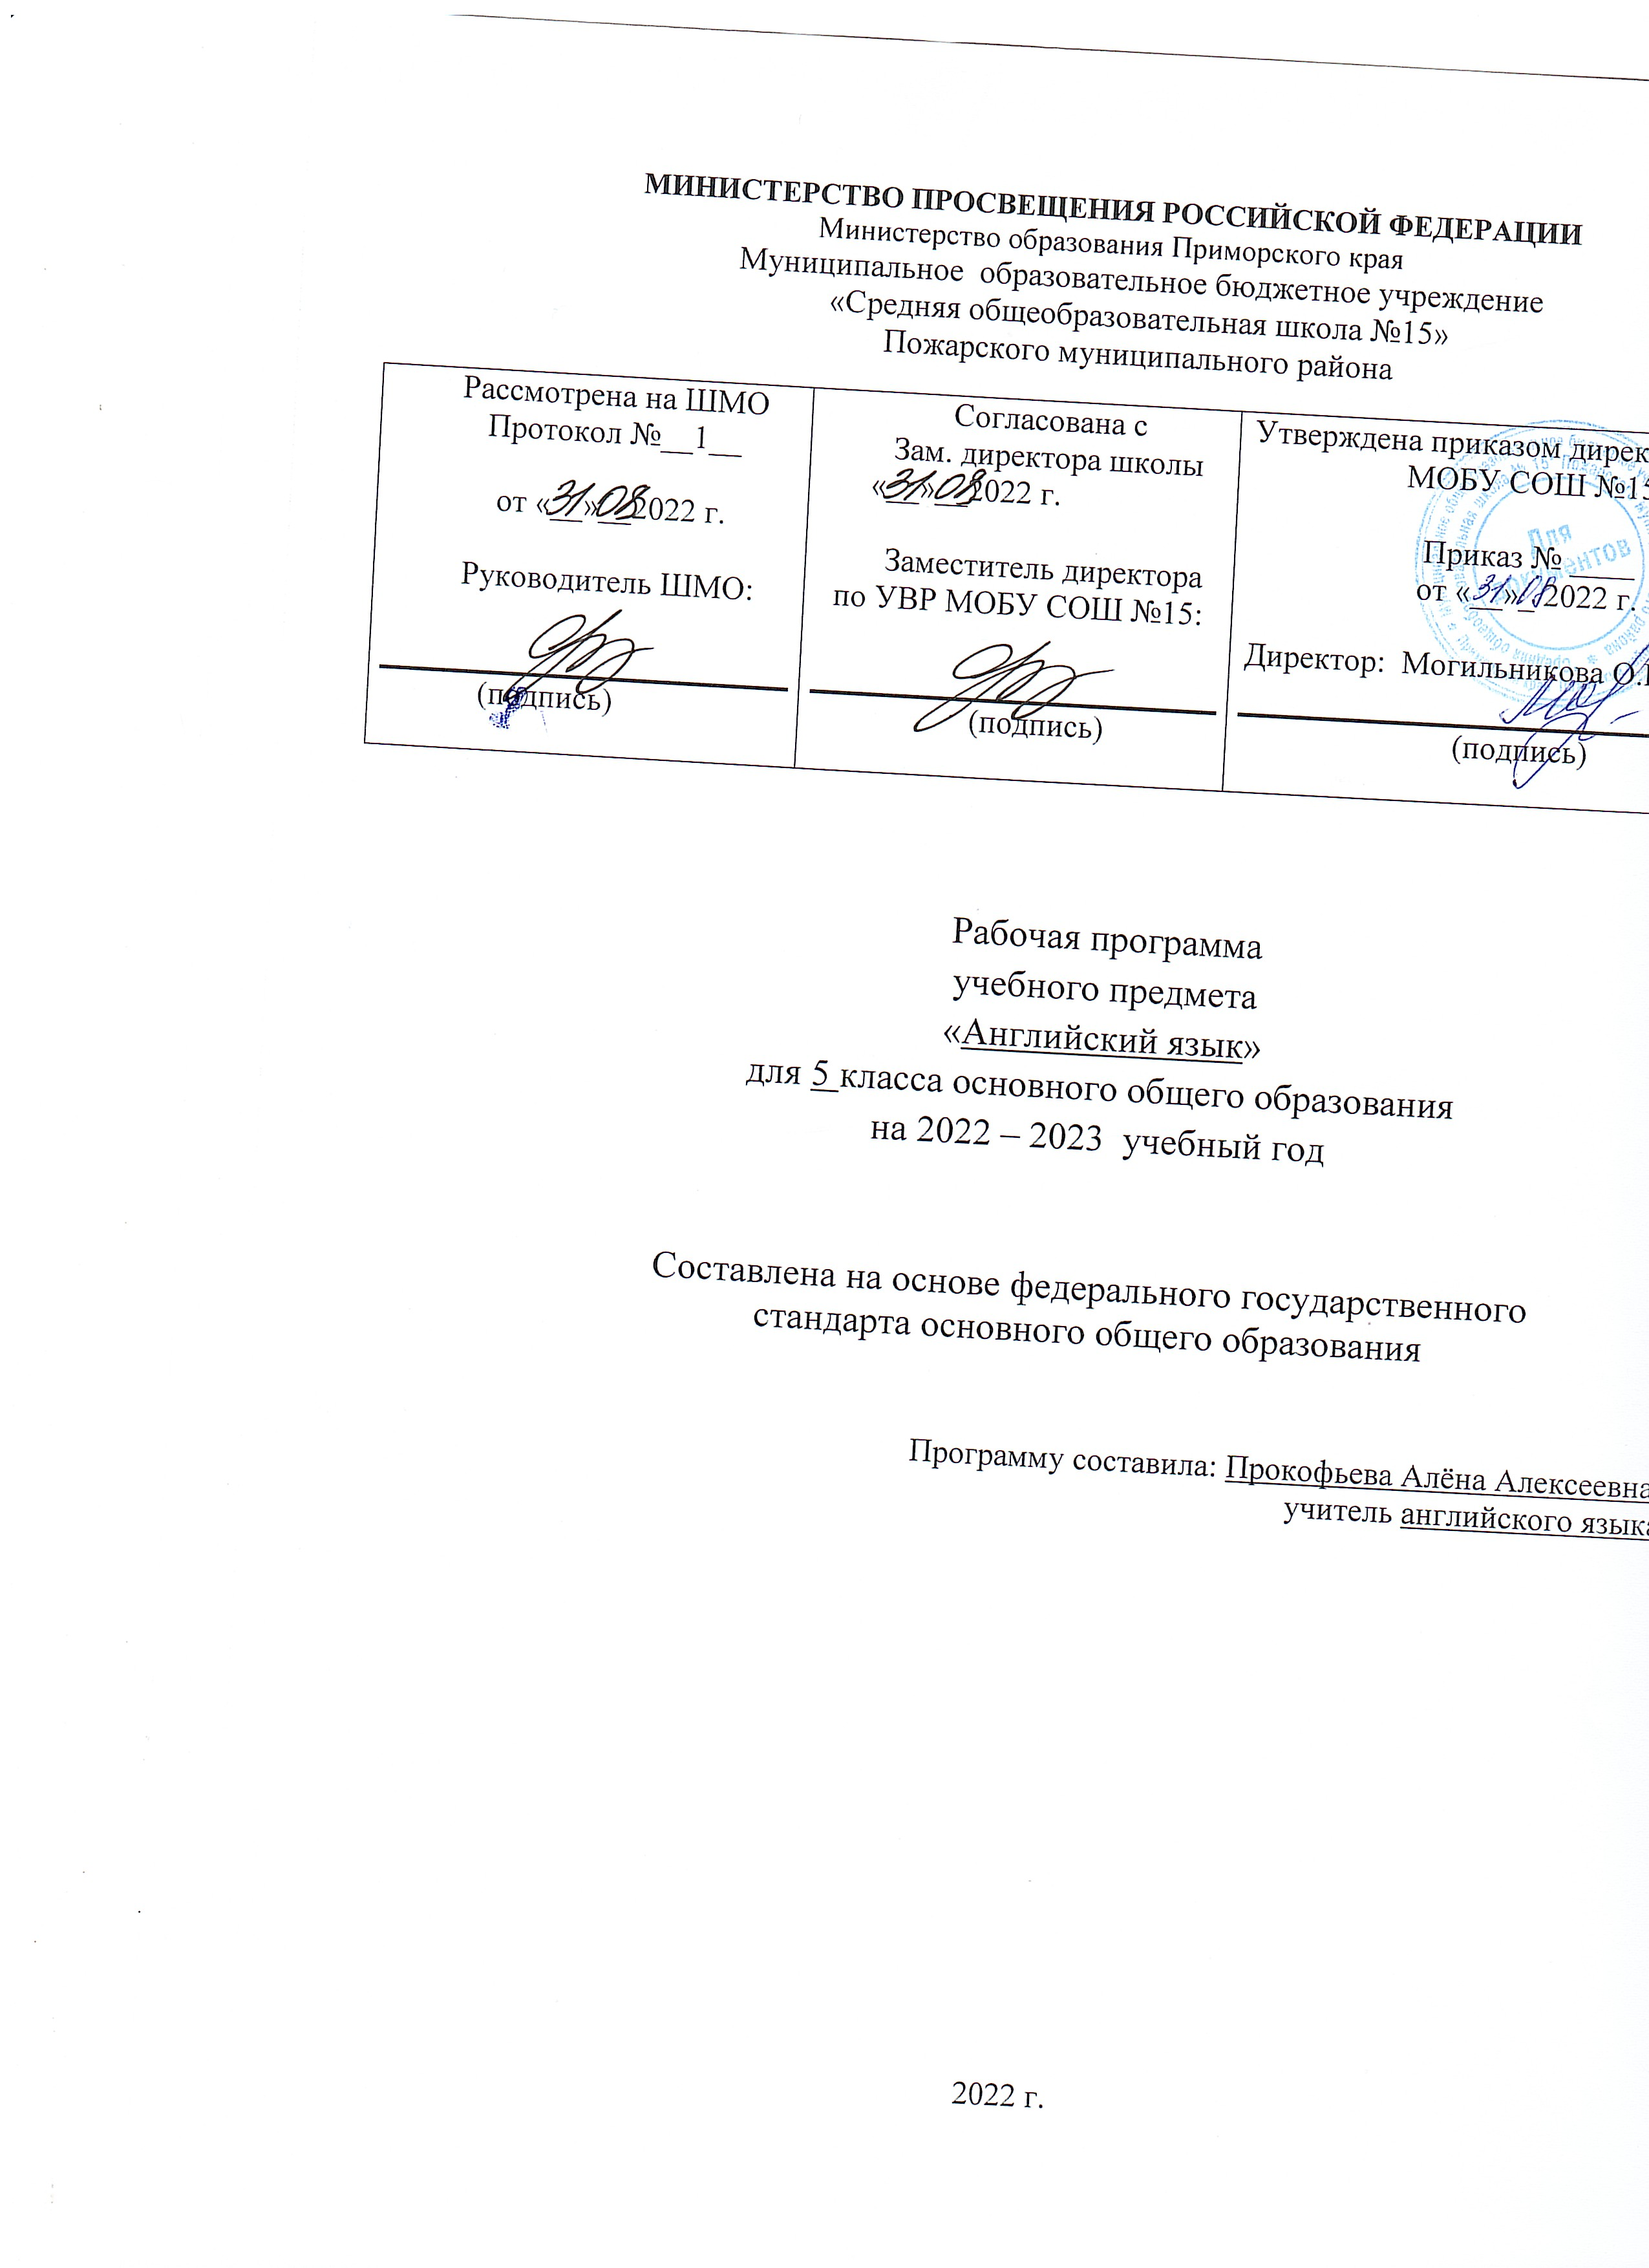 МИНИСТЕРСТВО ПРОСВЕЩЕНИЯ РОССИЙСКОЙ ФЕДЕРАЦИИ
Министерство образования Приморского края
Муниципальное образовательное бюджетное учреждение
«Средняя общеобразовательная школа №15»
Пожарского муниципального района
Рассмотрена на ШМО
Протокол №__1__
от «31» 08 2022 г.
Руководитель ШМО:
(подпись)
Согласована с
Зам. директора школы
«31» 08 2022 г.
Заместитель директора
по УВР МОБУ СОШ №15:
(подпись)
Утверждена приказом дирек
МОБУ СОШ №15
Приказ № ____
от «31» 08 2022 г.
Директор: Могильникова О.
(подпись)
Для
документов
Рабочая программа
учебного предмета
«Английский язык»
для 5 класса основного общего образования
на 2022 – 2023 учебный год
Составлена на основе федерального государственного
стандарта основного общего образования
Программу составила: Прокофьева Алёна Алексеевна
учитель английского языка
2022 г.